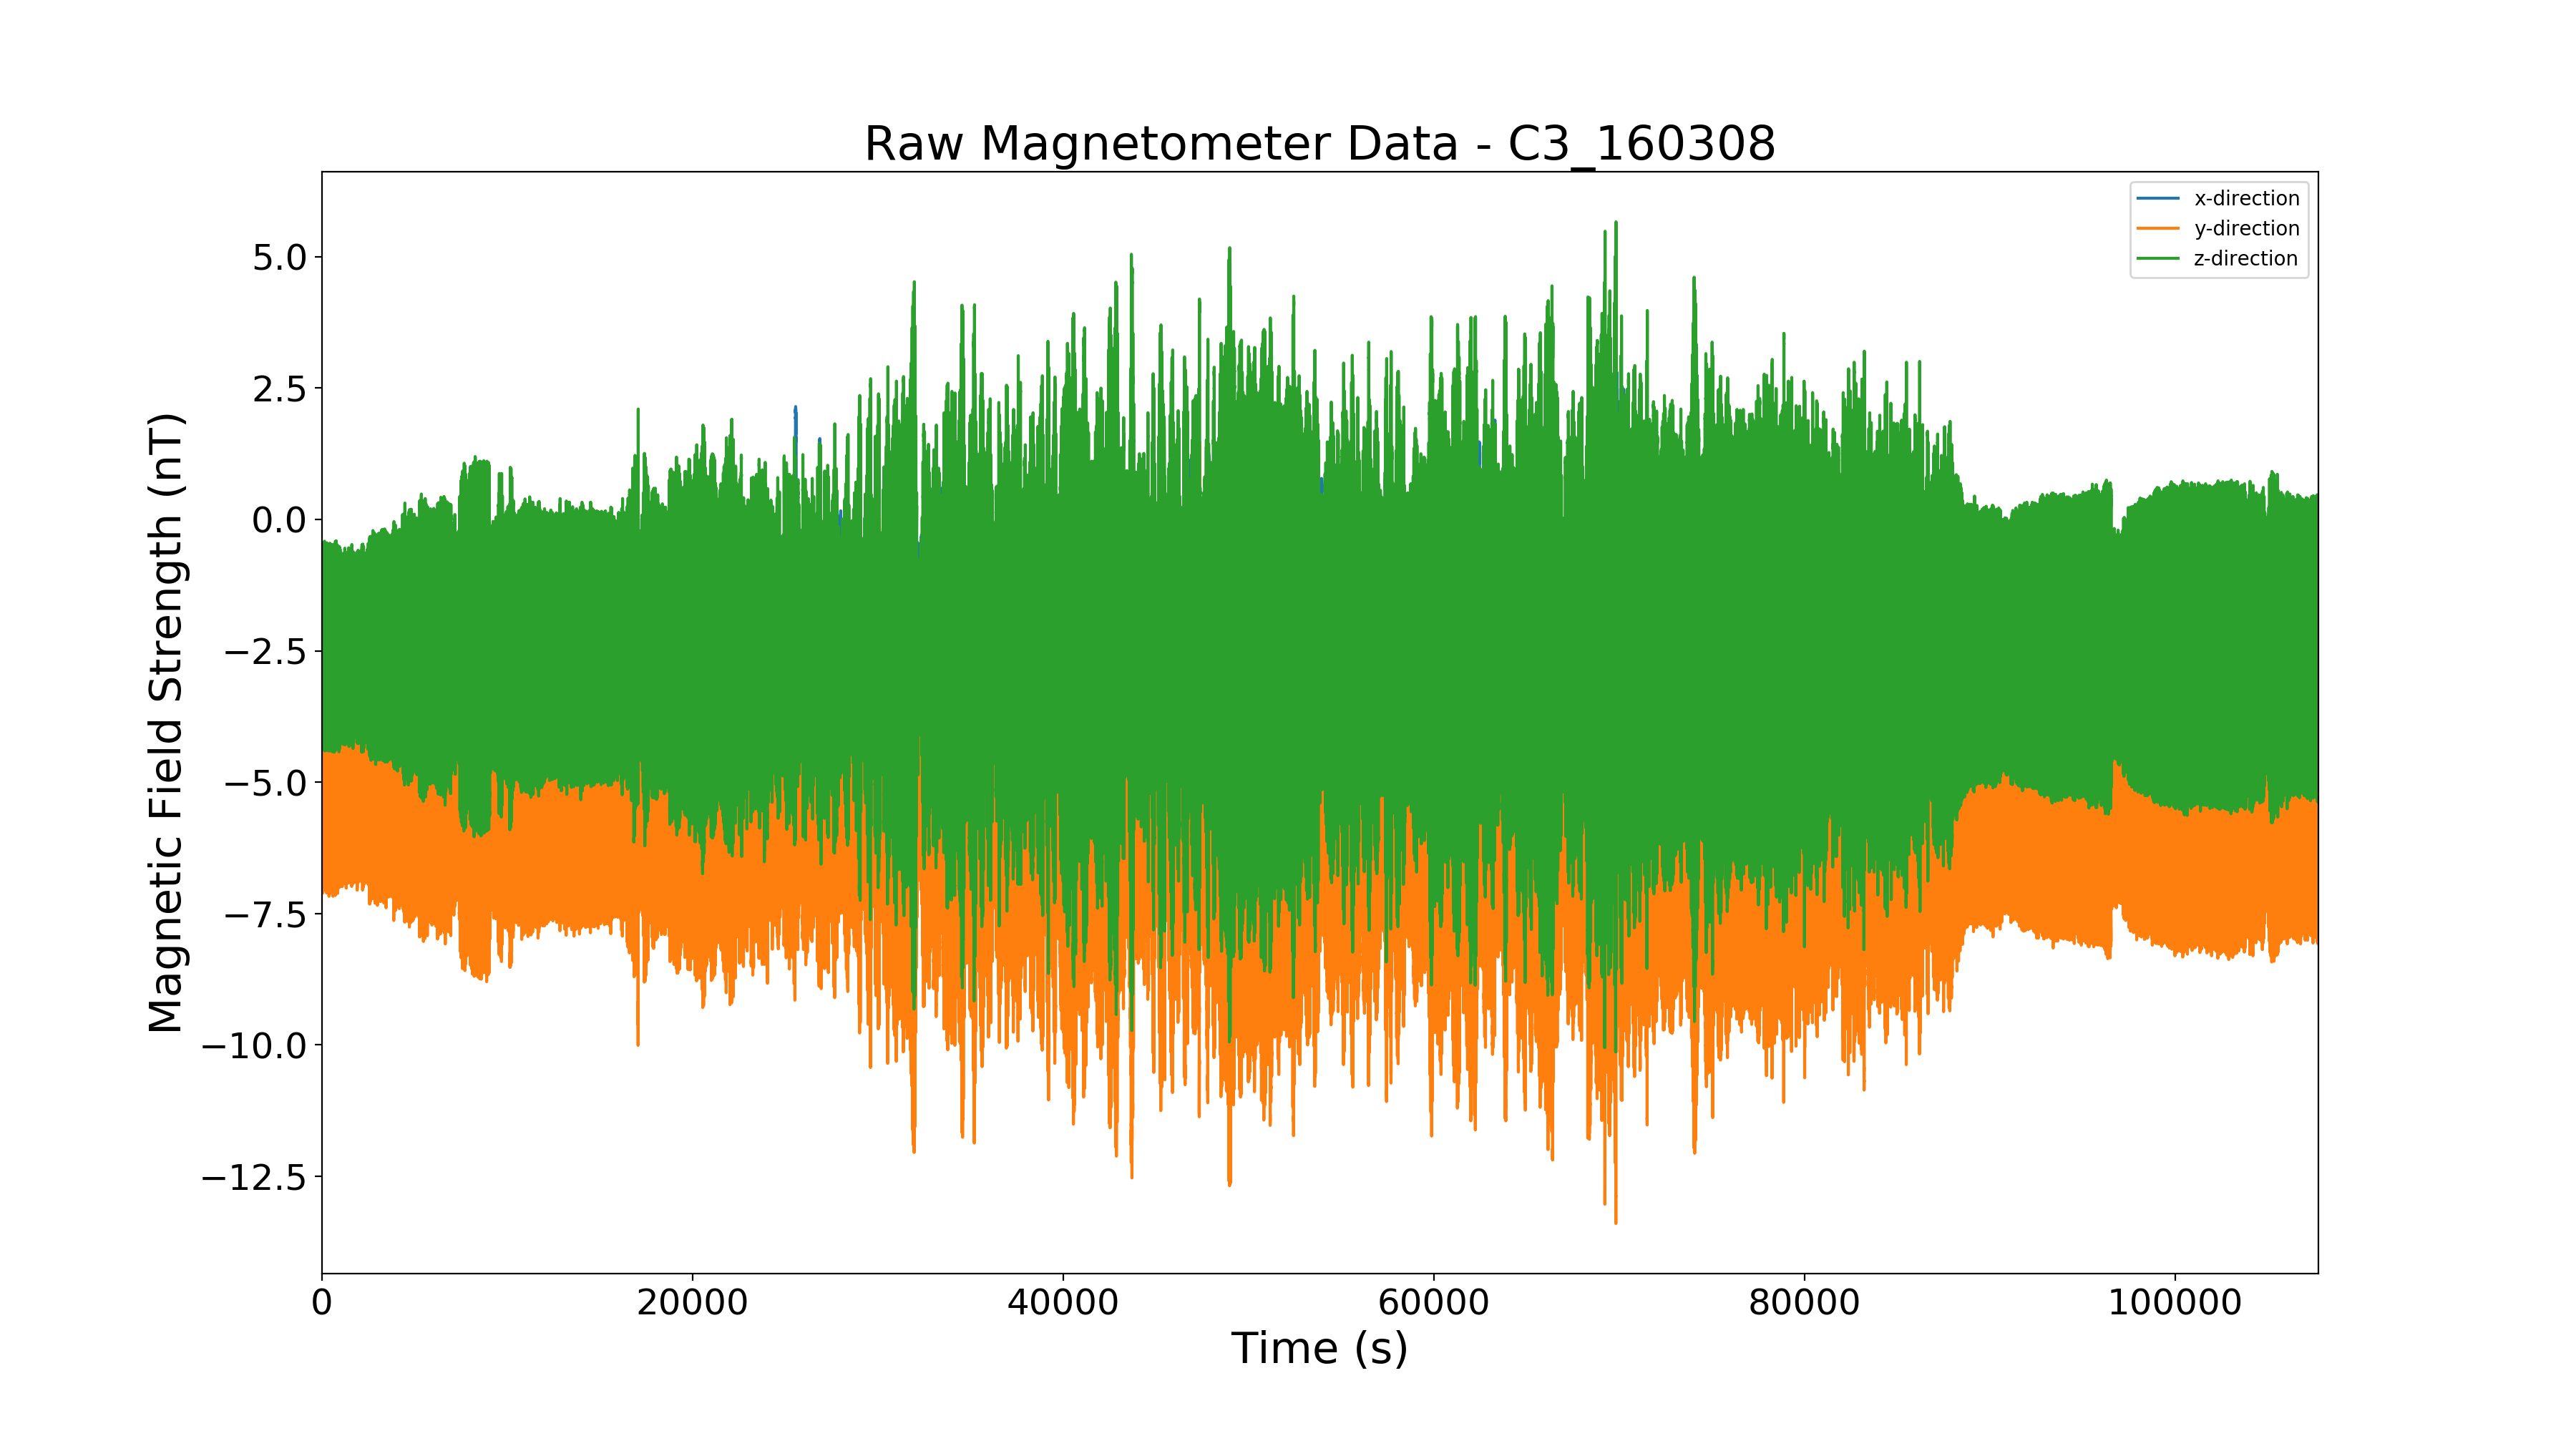 Raw Magnetometer Data - C3_160308
x-direction
y-direction
z-direction
Magnetic Field Strength (nT)
5.0
2.5
0.0
−2.5
−5.0
−7.5
−10.0
−12.5
0 20000 40000 60000 80000 100000
Time (s)